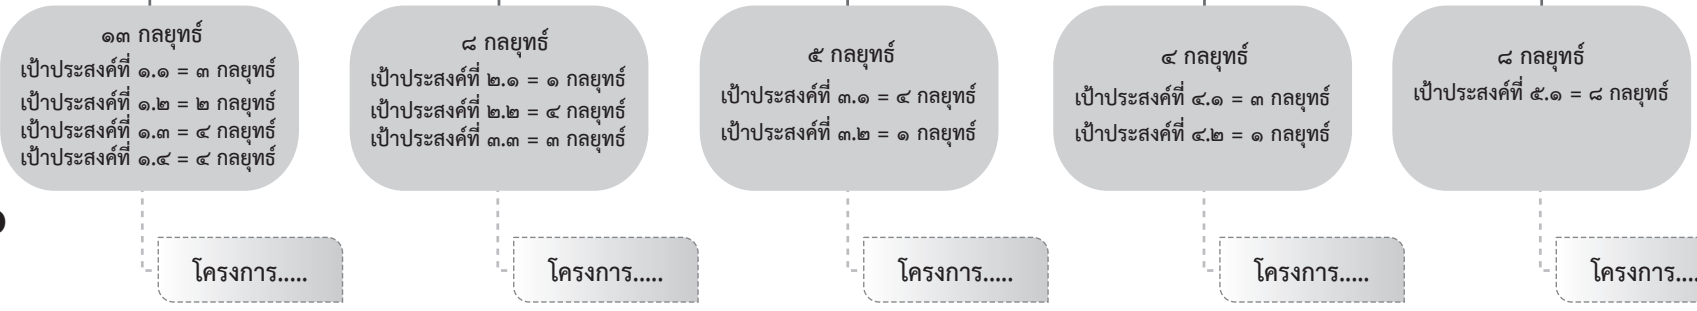 ๑๓ กลยุทธ์
เป้าประสงค์ที่ ๑.๑ = ๓ กลยุทธ์
เป้าประสงค์ที่ ๑.๒ = ๒ กลยุทธ์
เป้าประสงค์ที่ ๑.๓ = ๔ กลยุทธ์
เป้าประสงค์ที่ ๑.๔ = ๔ กลยุทธ์
๘ กลยุทธ์
เป้าประสงค์ที่ ๒.๑ = ๑ กลยุทธ์
เป้าประสงค์ที่ ๒.๒ = ๔ กลยุทธ์
เป้าประสงค์ที่ ๓.๓ = ๓ กลยุทธ์
๕ กลยุทธ์
เป้าประสงค์ที่ ๓.๑ = ๔ กลยุทธ์
เป้าประสงค์ที่ ๓.๒ = ๑ กลยุทธ์
๔ กลยุทธ์
เป้าประสงค์ที่ ๔.๑ = ๓ กลยุทธ์
เป้าประสงค์ที่ ๔.๒ = ๑ กลยุทธ์
๘ กลยุทธ์
เป้าประสงค์ที่ ๕.๑ = ๘ กลยุทธ์
โครงการ.....
โครงการ.....
โครงการ.....
โครงการ.....
โครงการ....